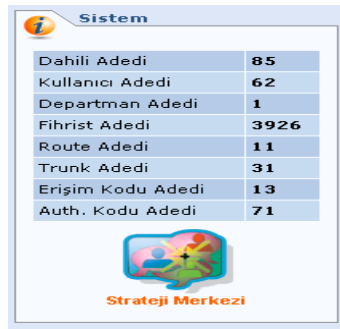 Sistem
Dahili Adedi 85
Kullanıcı Adedi 62
Departman Adedi 1
Fihrist Adedi 3926
Route Adedi 11
Trunk Adedi 31
Erişim Kodu Adedi 13
Auth. Kodu Adedi 71
Strateji Merkezi